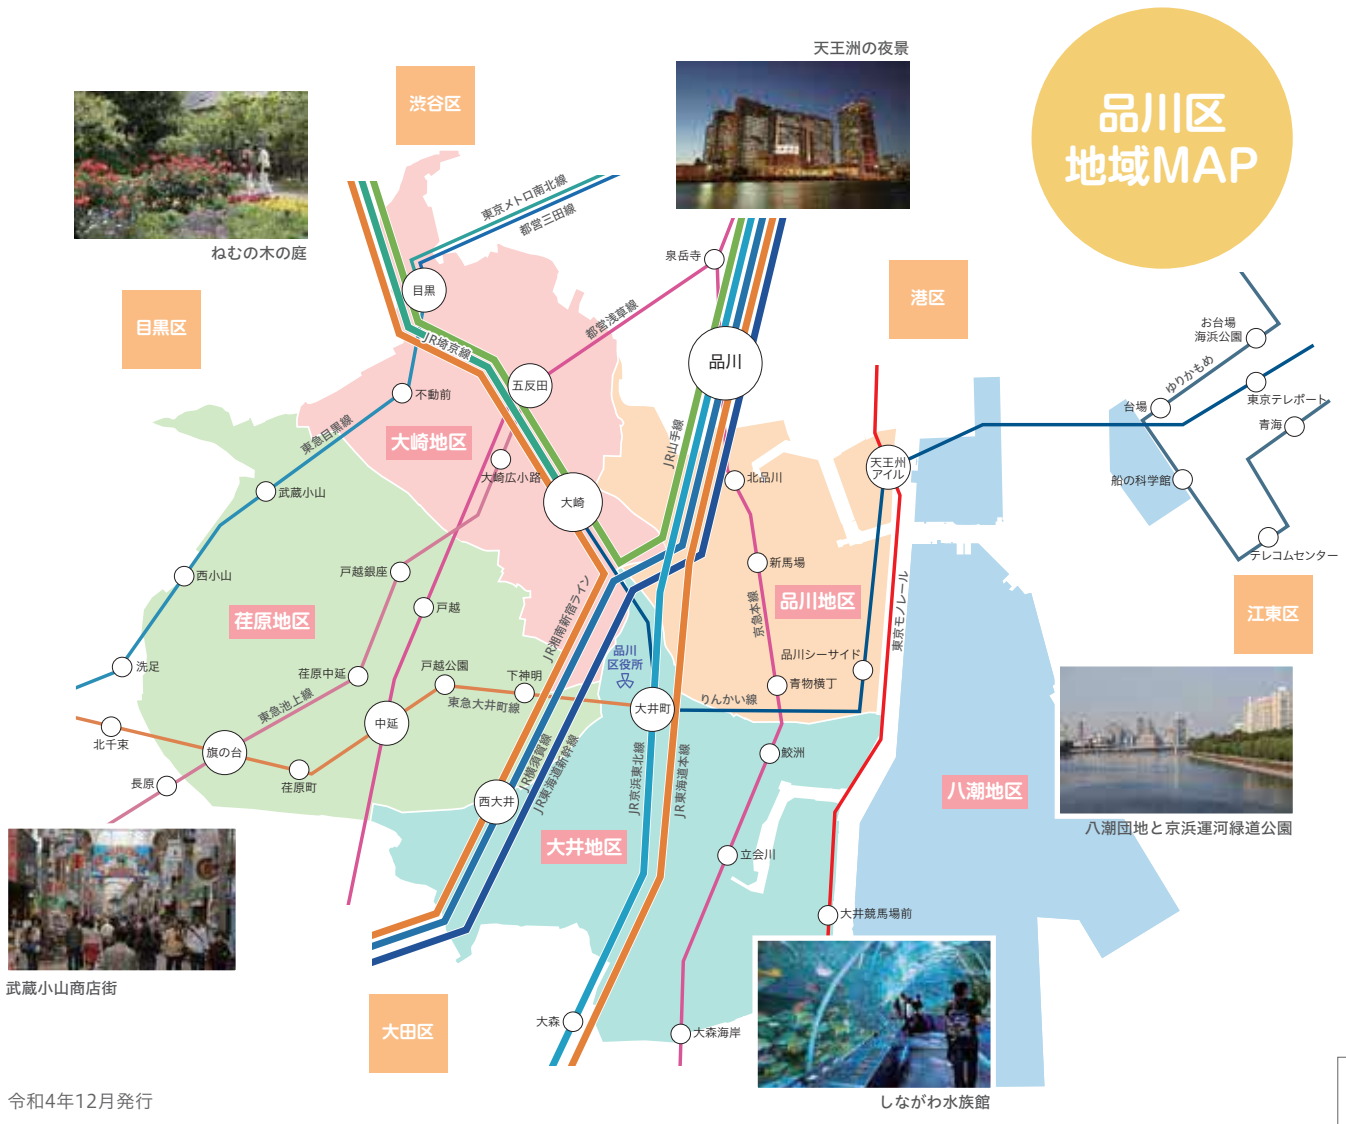 品川区
地域MAP
天王洲の夜景
渋谷区
ねむの木の庭
目黒区
港区
東京メトロ南北線
都営三田線
泉岳寺
目黒
都営浅草線
JR埼京線
品川
お台場
海浜公園
ゆりかもめ
台場
東京テレポート
青海
船の科学館
テレコムセンター
江東区
不動前
五反田
東急目黒線
大崎地区
JR山手線
大崎広小路
武蔵小山
大崎
北品川
天王州
アイル
西小山
戸越銀座
新馬場
戸越
JR湘南新宿ライン
京急本線
品川地区
東京モノレール
荏原地区
品川
区役所
品川シーサイド
洗足
荏原中延
戸越公園
下神明
青物横丁
東急池上線
東急大井町線
大井町
りんかい線
北千束
旗の台
中延
JR横須賀線
JR東海道新幹線
鮫洲
長原
荏原町
西大井
JR京浜東北線
JR東海道本線
八潮地区
八潮団地と京浜運河緑道公園
大井地区
立会川
大井競馬場前
武蔵小山商店街
大田区
大森
大森海岸
しながわ水族館
令和4年12月発行